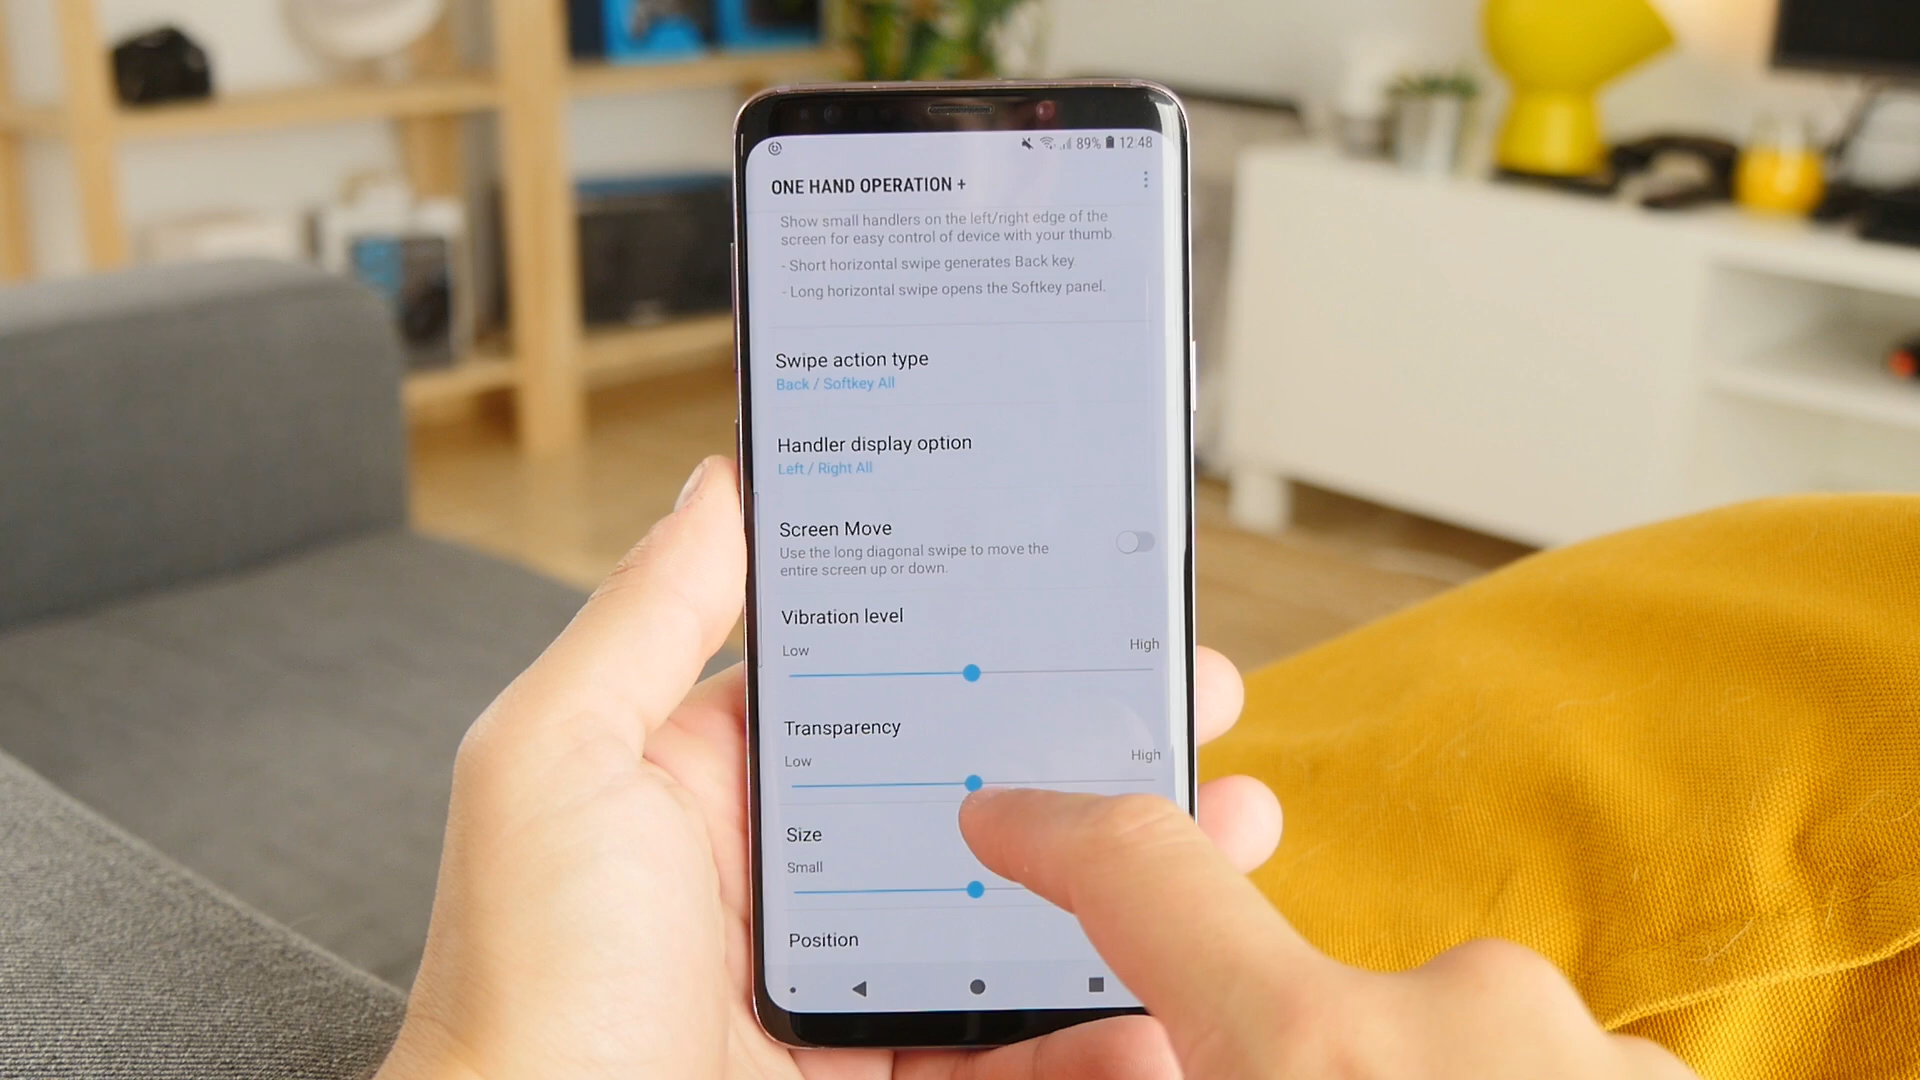 89% 12:48
ONE HAND OPERATION +
Show small handlers on the left/right edge of the
screen for easy control of device with your thumb
- Short horizontal swipe generates Back key
- Long horizontal swipe opens the Softkey panel.
Swipe action type
Back / Softkey All
Handler display option
Left / Right All
Screen Move
Use the long diagonal swipe to move the
entire screen up or down.
Vibration level
Low High
Transparency
Low High
Size
Small
Position